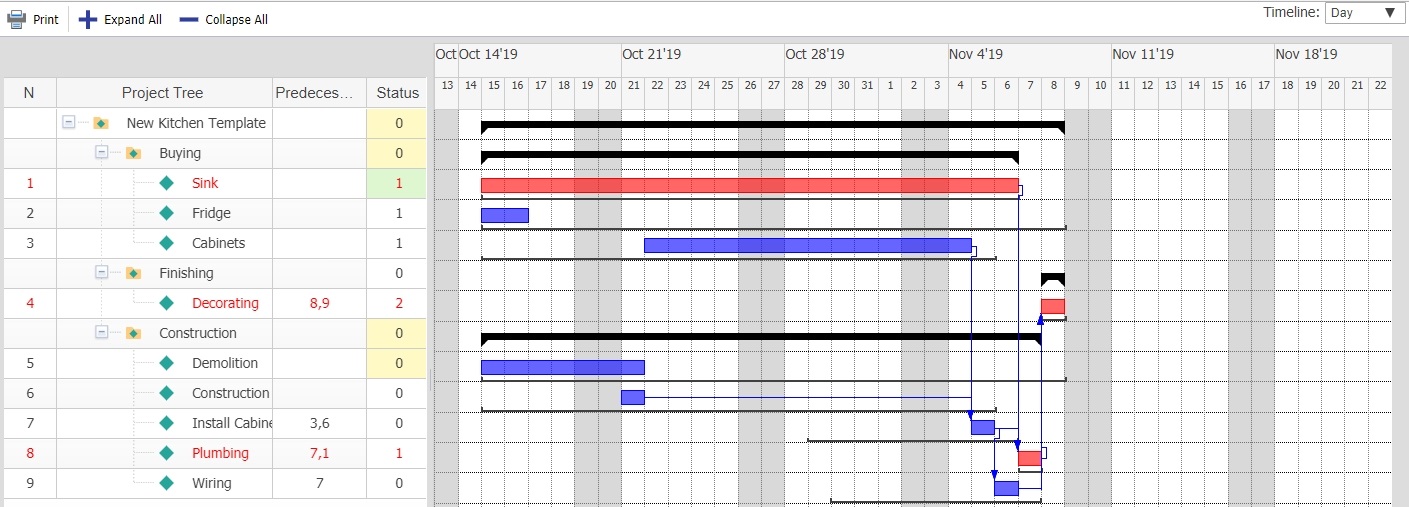 Print Expand All Collapse All Timeline: Day
Oct Oct 14'19 Oct 21'19 Oct 28'19 Nov 4'19 Nov 11'19 Nov 18'19
N Project Tree Predeces... Status 13 14 15 16 17 18 19 20 21 22 23 24 25 26 27 28 29 30 31 1 2 3 4 5 6 7 8 9 10 11 12 13 14 15 16 17 18 19 20 21 22
New Kitchen Template 0
Buying 0
1 Sink 1
2 Fridge 1
3 Cabinets 1
Finishing 0
4 Decorating 8,9 2
Construction 0
5 Demolition 0
6 Construction 0
7 Install Cabine 3,6 0
8 Plumbing 7,1 1
9 Wiring 7 0